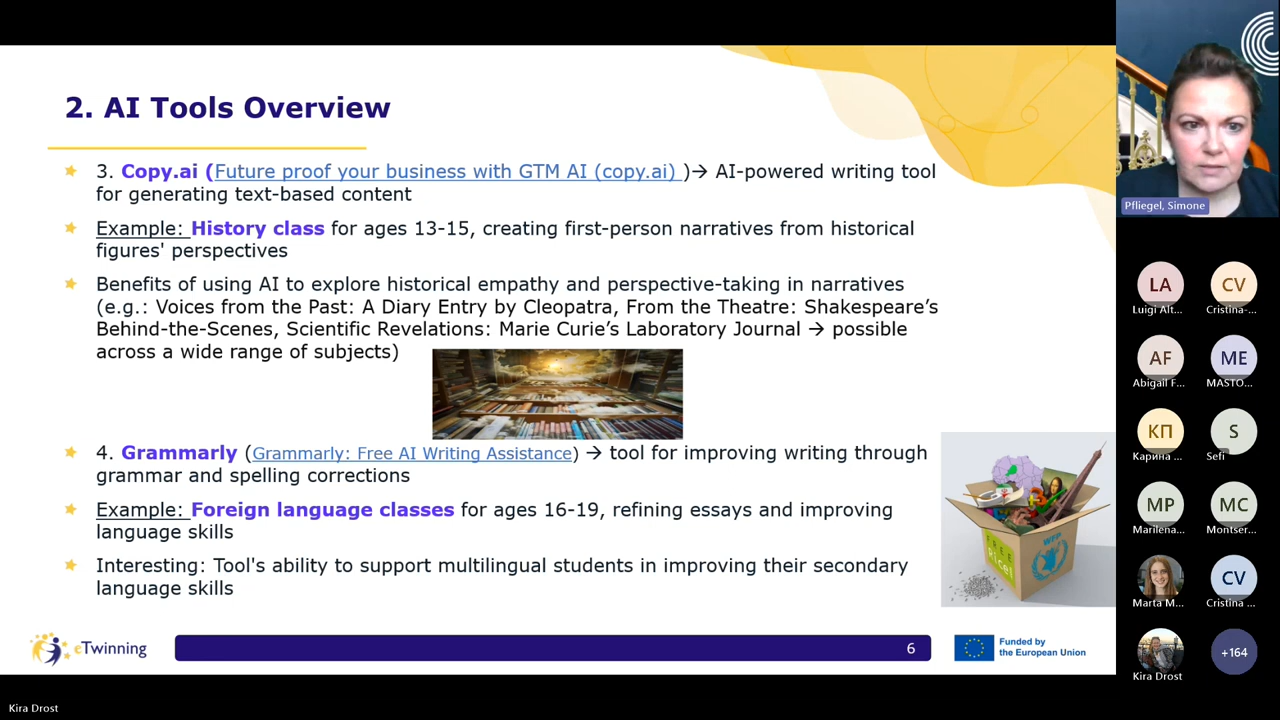 2. AI Tools Overview
3. Copy.ai (Future proof your business with GTM AI (copy.ai) )→ AI-powered writing tool
for generating text-based content
Example: History class for ages 13-15, creating first-person narratives from historical
figures' perspectives
Benefits of using AI to explore historical empathy and perspective-taking in narratives
(e.g.: Voices from the Past: A Diary Entry by Cleopatra, From the Theatre: Shakespeare’s
Behind-the-Scenes, Scientific Revelations: Marie Curie’s Laboratory Journal → possible
across a wide range of subjects)
4. Grammarly (Grammarly: Free AI Writing Assistance) → tool for improving writing through
grammar and spelling corrections
Example: Foreign language classes for ages 16-19, refining essays and improving
language skills
Interesting: Tool's ability to support multilingual students in improving their secondary
language skills
FREE
rice!
WFP
eTwinning
6
Funded by
the European Union
Pfliegel, Simone
LA
CV
Luigi Alt...
Cristina-...
AF
ME
Abigail F...
MASTO...
КП
S
Карина ...
Sefi
MP
MC
Marilena...
Montser...
CV
Marta M...
Cristina ...
+164
Kira Drost
Kira Drost